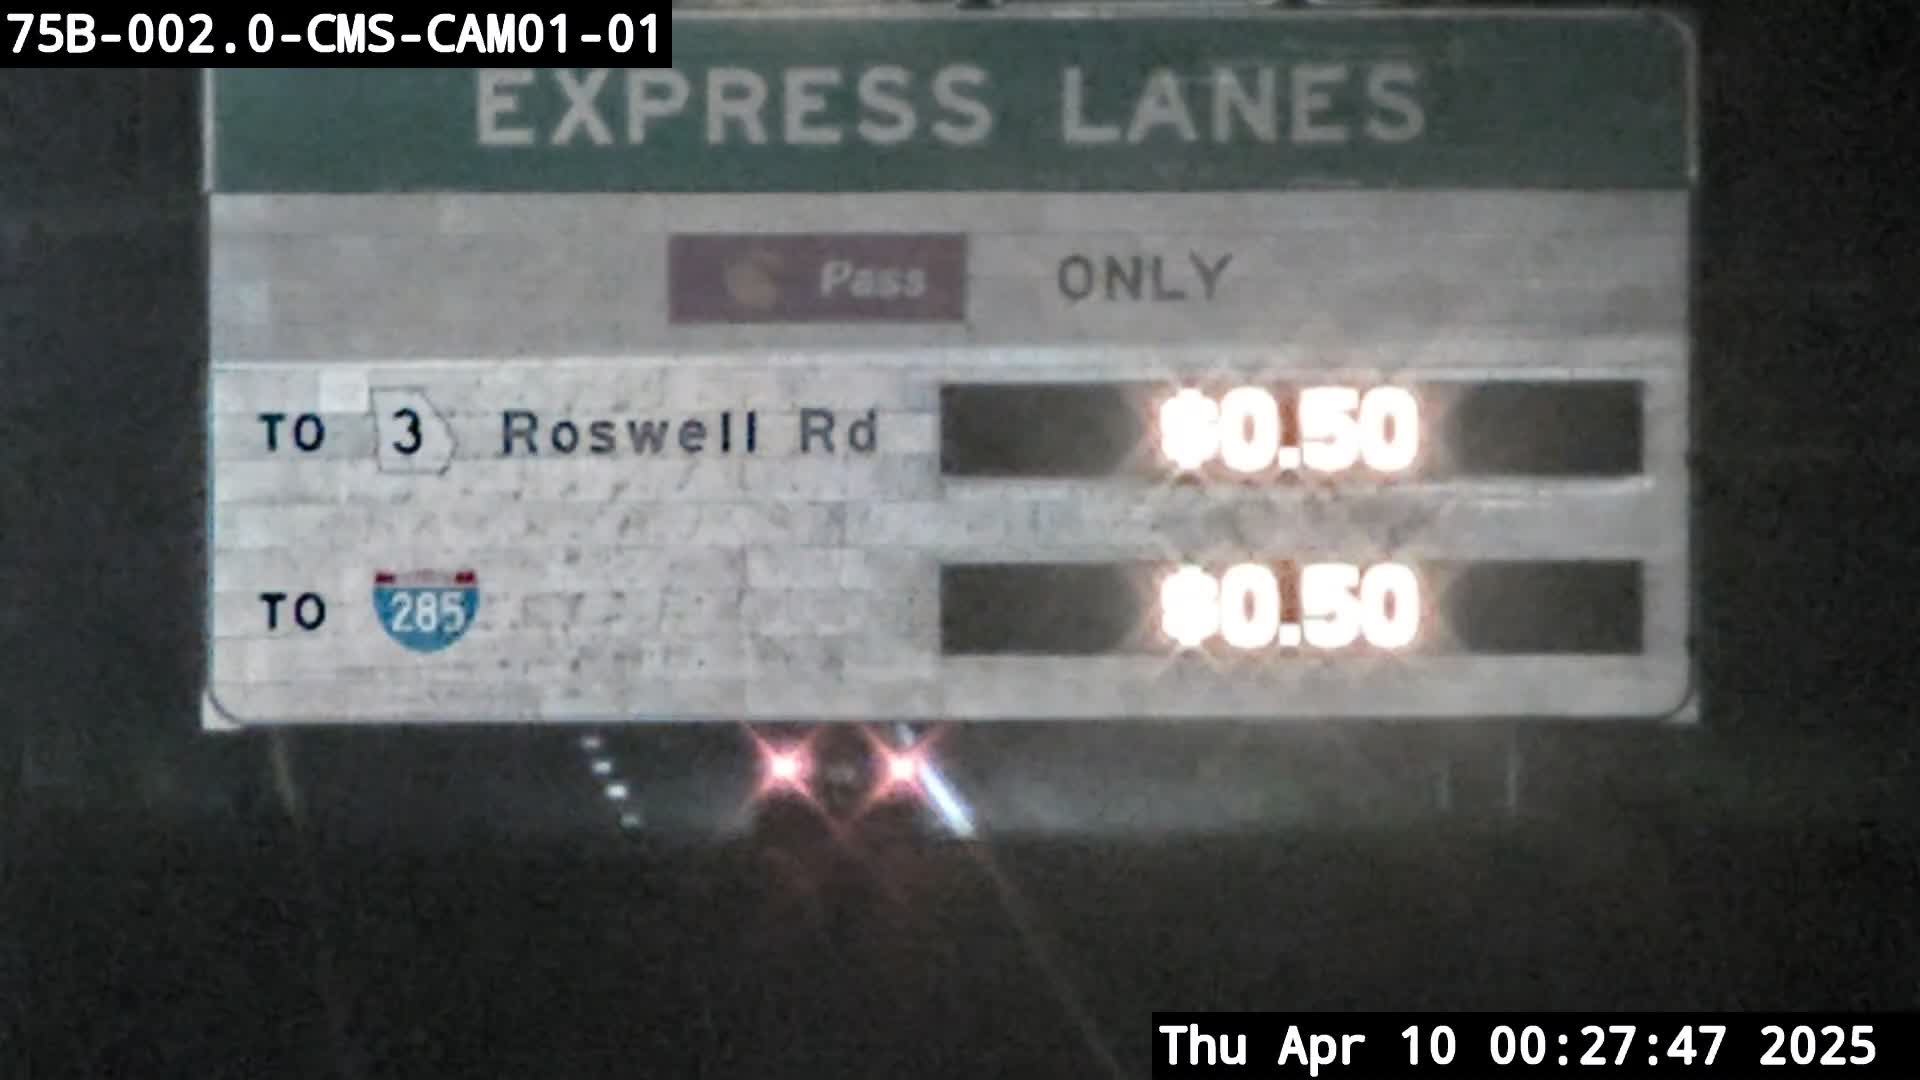 75B-002.0-CMS-CAM01-01
EXPRESS LANES
Pass ONLY
TO 3 Roswell Rd $0.50
TO 285 $0.50
Thu Apr 10 00:27:47 2025